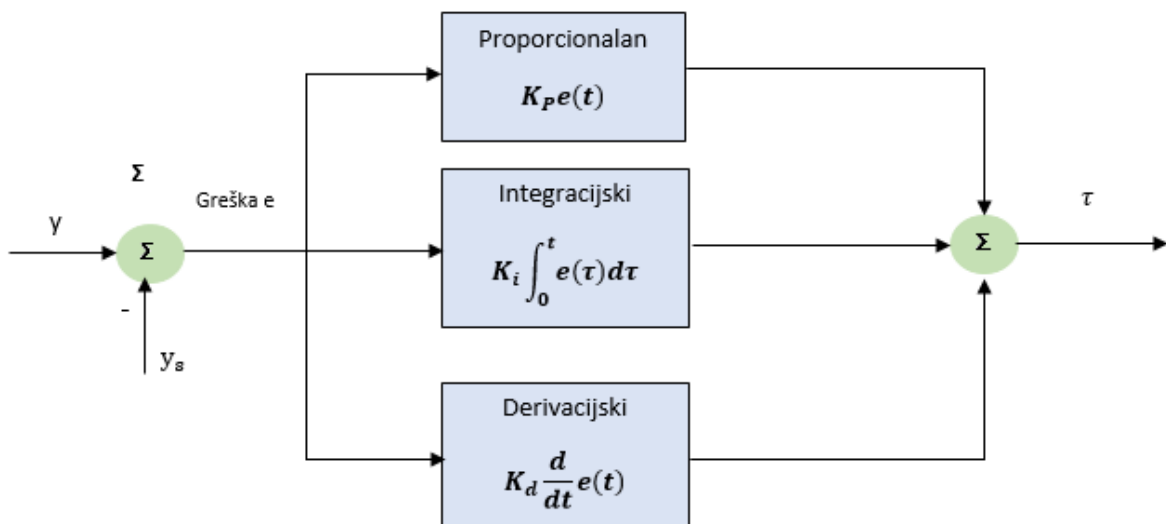 Proporcionalan
K_P e(t)
Σ
Greška e
y
Σ
-
y_s
Integracijski
K_i ∫_0^t e(τ)dτ
Σ
τ
Derivacijski
K_d d/dt e(t)